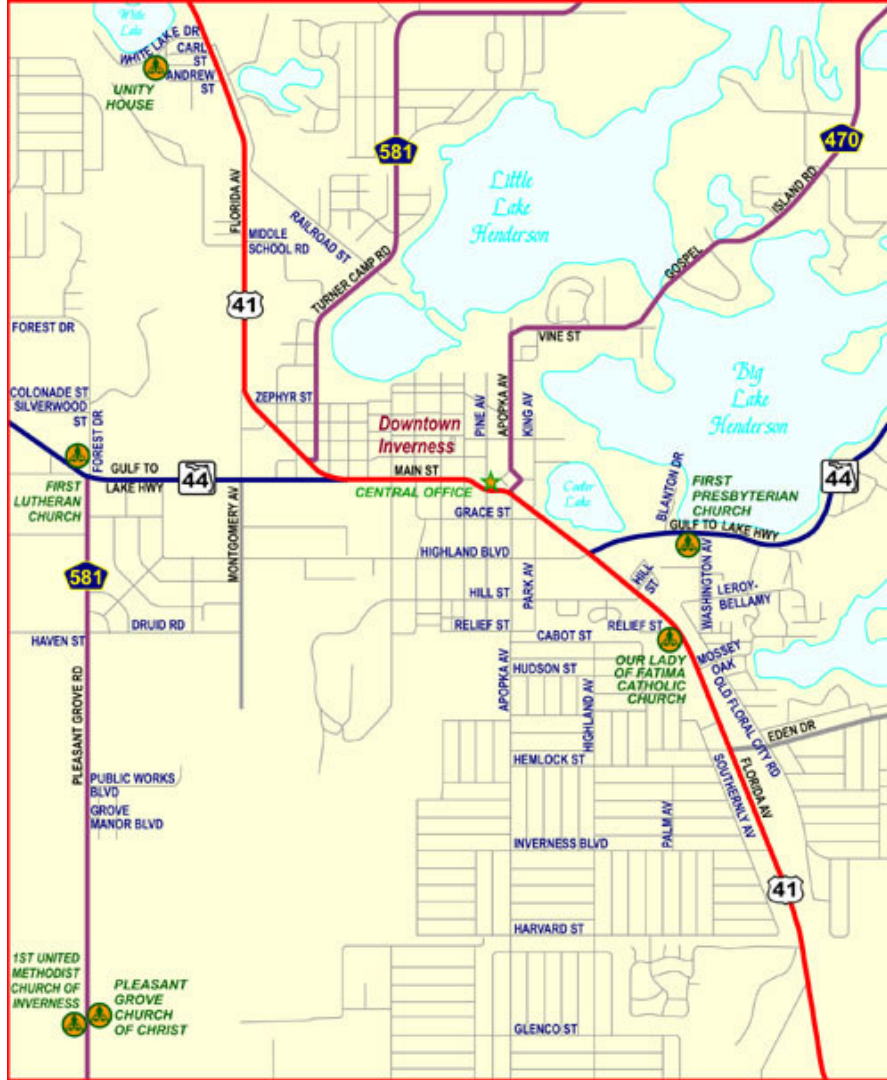 White
Lake
WHITE LAKE DR
CARL
ST
ANDREW
ST
UNITY
HOUSE
581
470
Little
Lake
Henderson
FLORIDA AV
RAILROAD ST
MIDDLE
SCHOOL RD
TURNER CAMP RD
ISLAND RD
GOSPEL
41
FOREST DR
VINE ST
COLONADE ST
SILVERWOOD
ST
ZEPHYR ST
FOREST DR
PINE AV
APOPKA AV
KING AV
Big
Lake
Henderson
Downtown
Inverness
GULF TO
LAKE HWY
44
MAIN ST
CENTRAL OFFICE
Cooter
Lake
BLANTON DR
FIRST
PRESBYTERIAN
CHURCH
44
FIRST
LUTHERAN
CHURCH
MONTGOMERY AV
GRACE ST
GULF TO LAKE HWY
HIGHLAND BLVD
581
HILL ST
PARK AV
HILL
ST
WASHINGTON AV
LEROY-
BELLAMY
DRUID RD
HAVEN ST
RELIEF ST
CABOT ST
RELIEF ST
MOSSEY
OAK
PLEASANT GROVE RD
APOPKA AV
HUDSON ST
HIGHLAND AV
OUR LADY
OF FATIMA
CATHOLIC
CHURCH
OLD FLORAL CITY RD
EDEN DR
HEMLOCK ST
SOUTHERNLY AV
FLORIDA AV
PUBLIC WORKS
BLVD
GROVE
MANOR BLVD
PALM AV
INVERNESS BLVD
41
HARVARD ST
1ST UNITED
METHODIST
CHURCH OF
INVERNESS
PLEASANT
GROVE
CHURCH
OF CHRIST
GLENCO ST